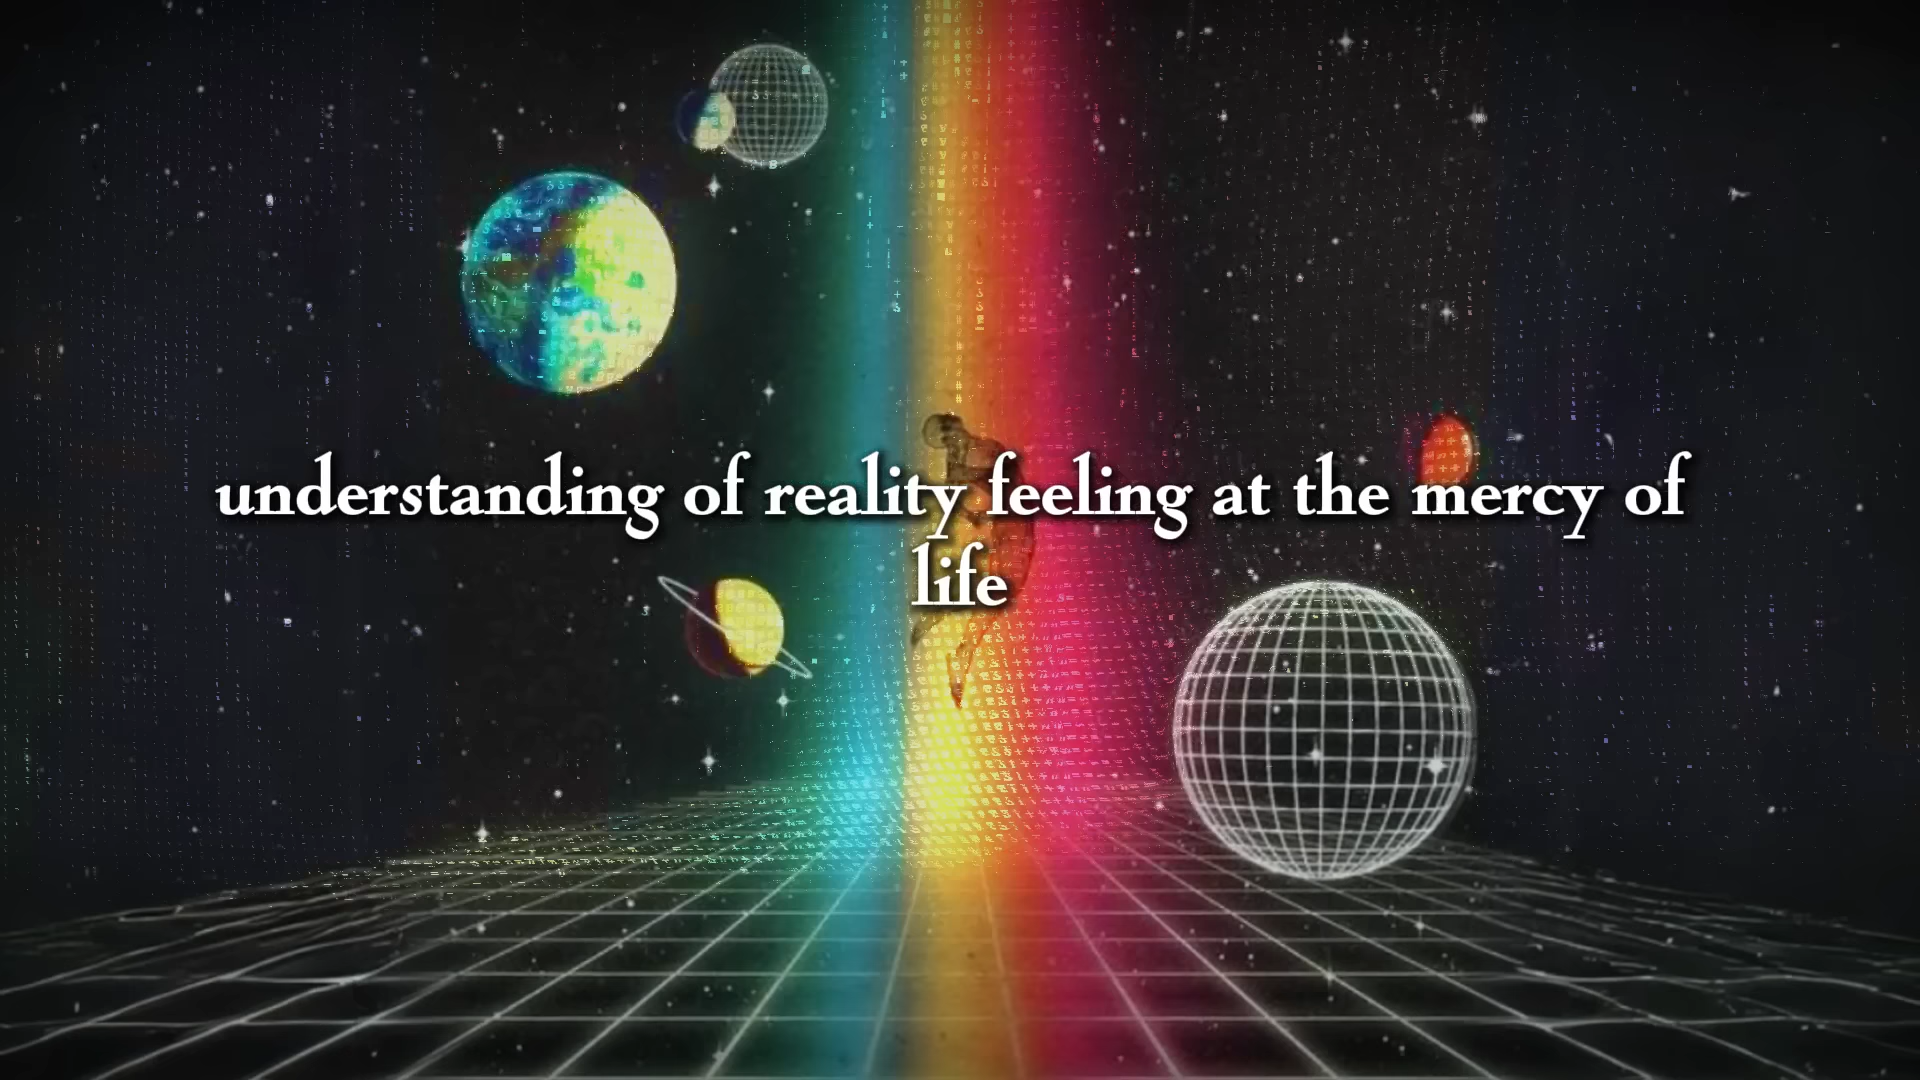 understanding of reality feeling at the mercy of
life